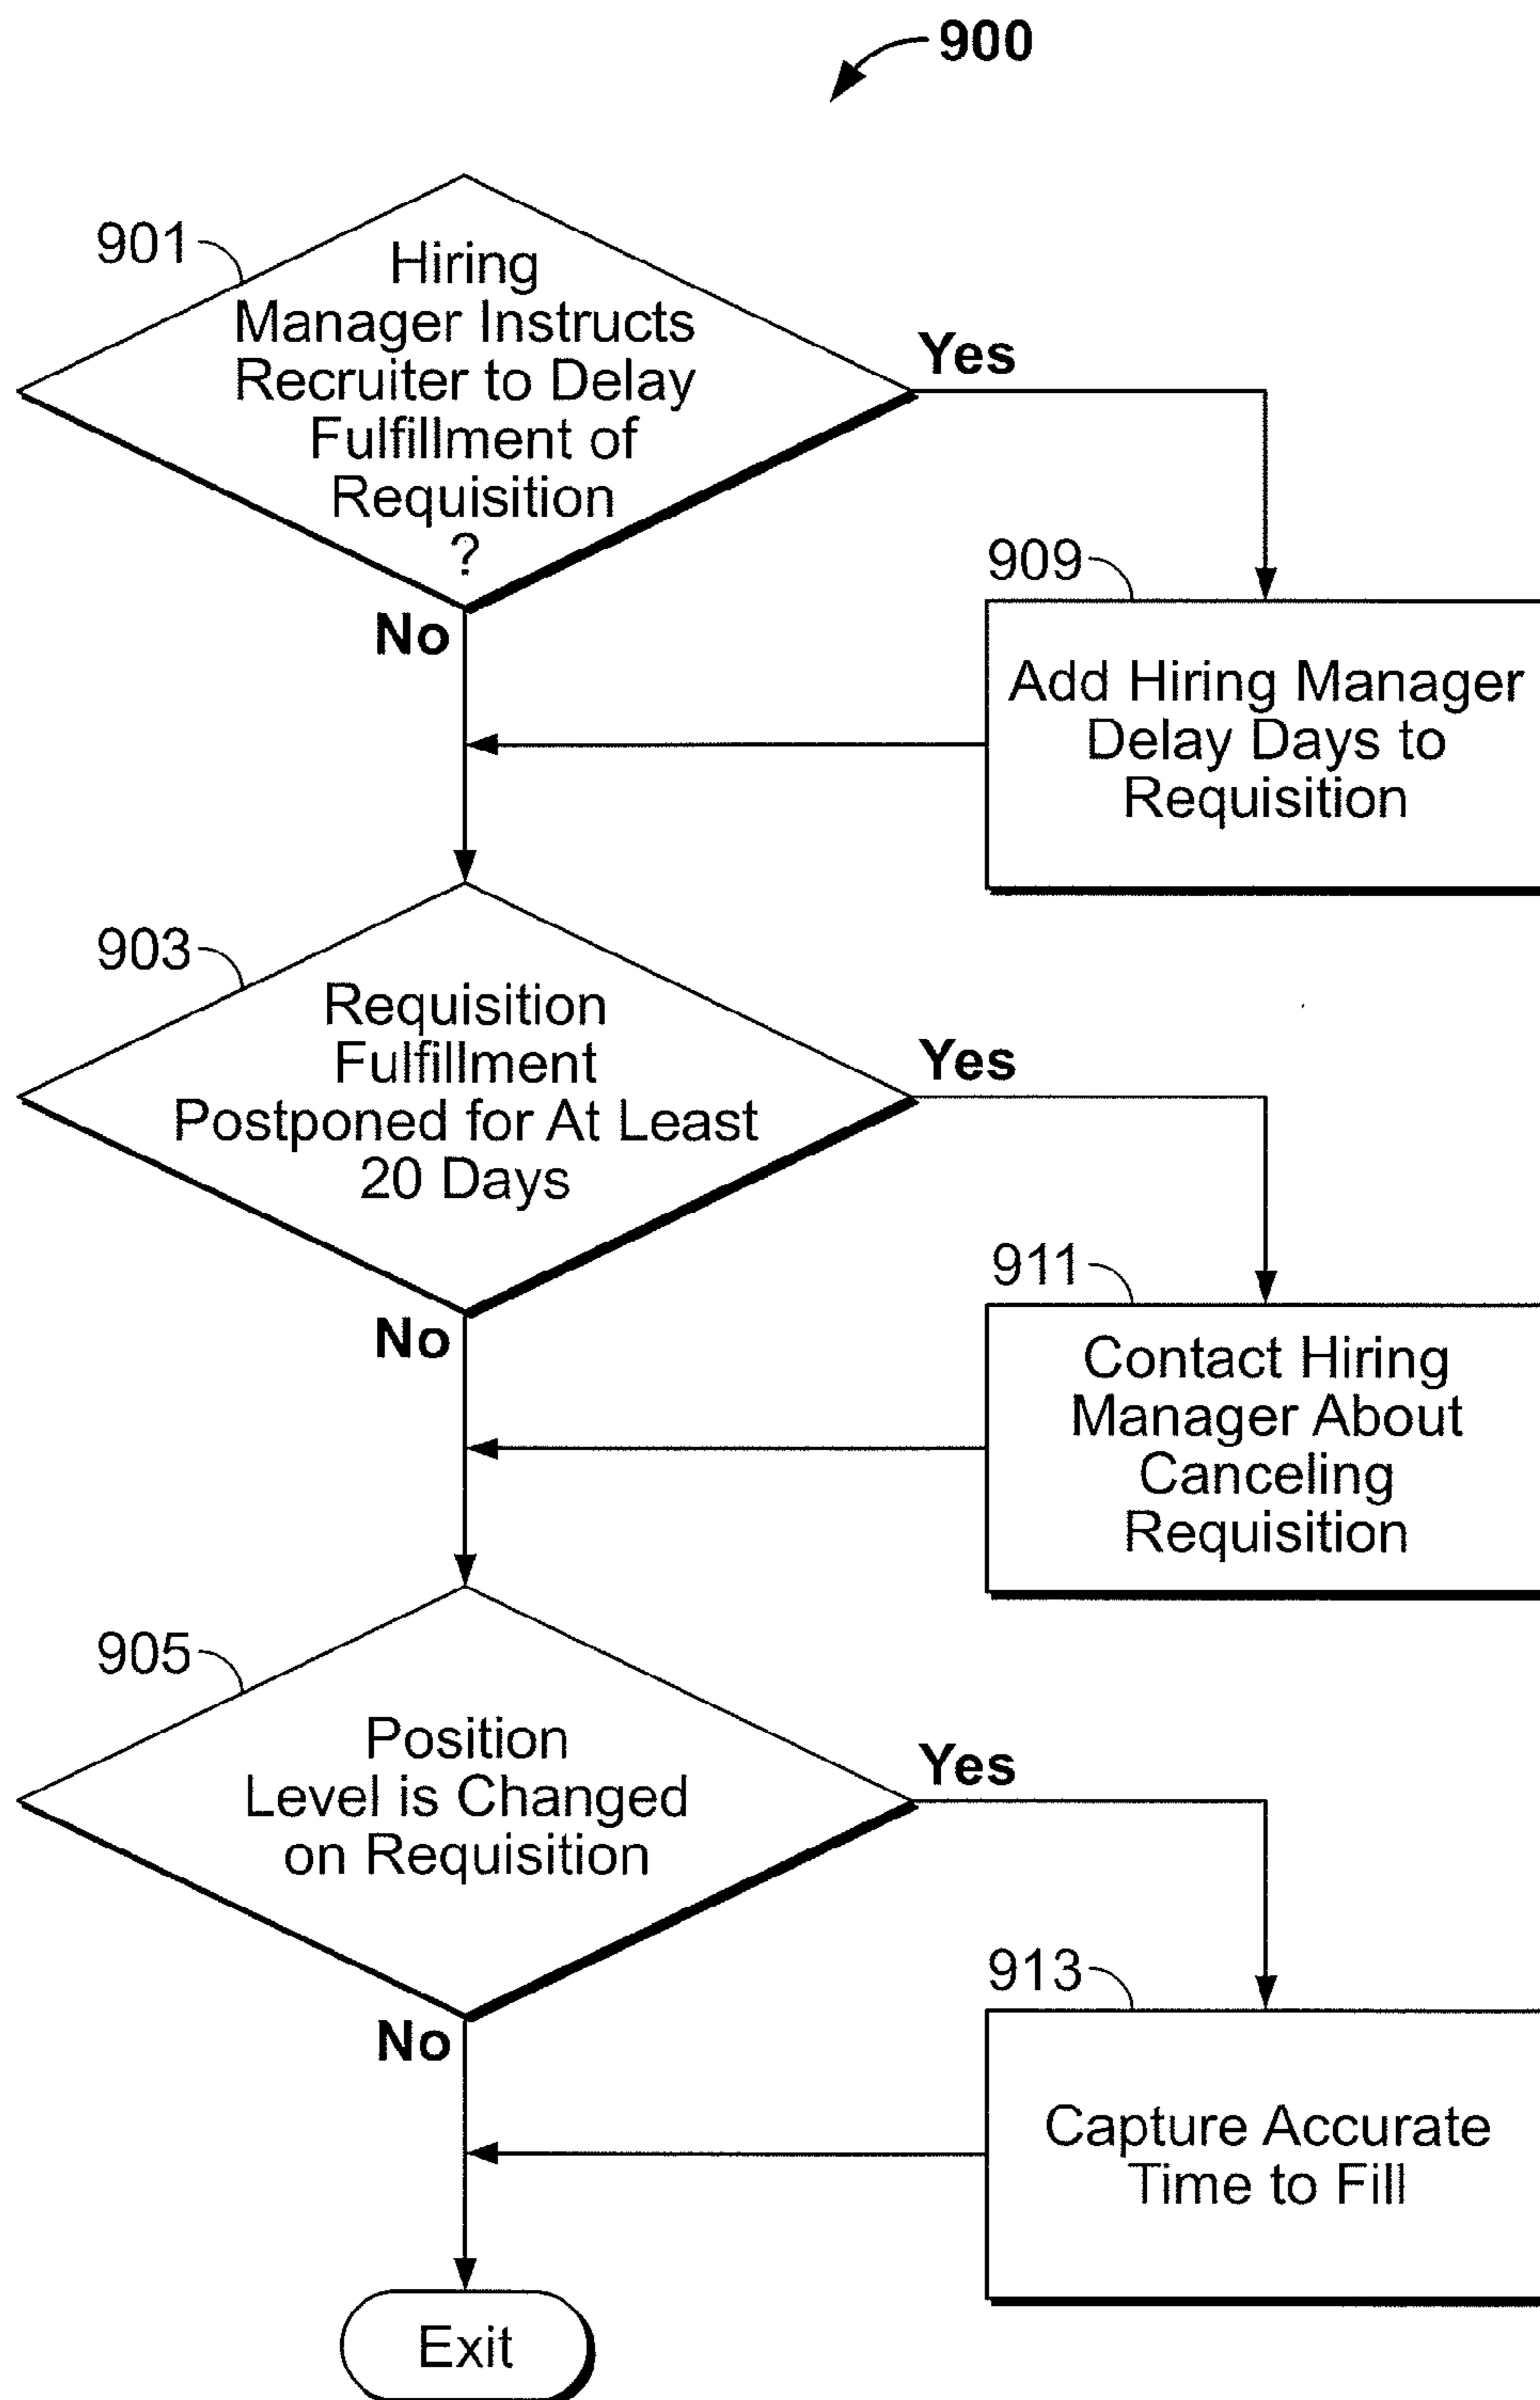 900
901
Hiring
Manager Instructs
Recruiter to Delay
Fulfillment of
Requisition
?
Yes
No
909
Add Hiring Manager
Delay Days to
Requisition
903
Requisition
Fulfillment
Postponed for At Least
20 Days
Yes
No
911
Contact Hiring
Manager About
Canceling
Requisition
905
Position
Level is Changed
on Requisition
Yes
No
913
Capture Accurate
Time to Fill
Exit